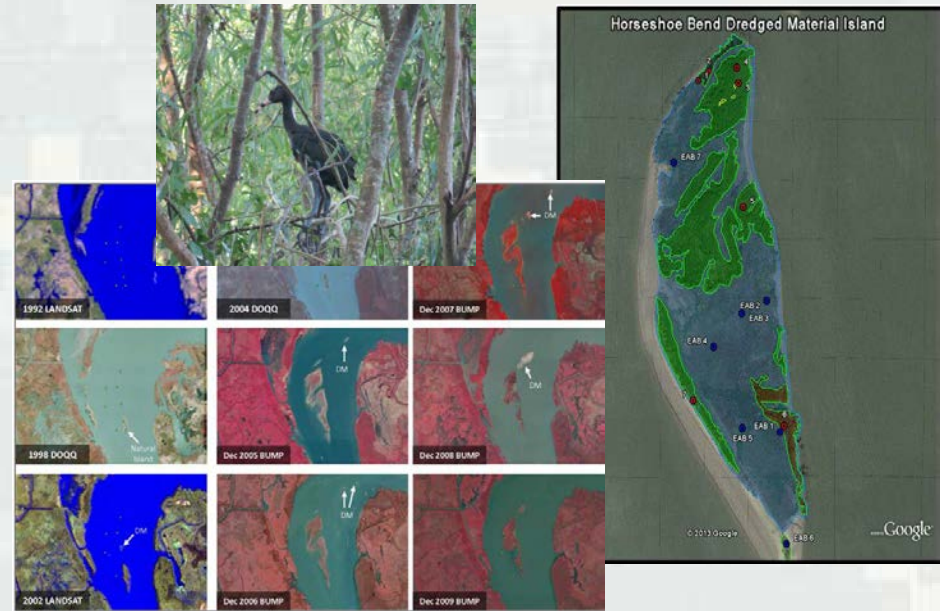 Horseshoe Bend Dredged Material Island
EAB 7
EAB 2
EAB 3
EAB 4
EAB 5
EAB 1
EAB 6
© 2013 Google
Google
DM
1992 LANDSAT
2004 DOQQ
Dec 2007 BUMP
DM
DM
Natural
Island
1998 DOQQ
Dec 2005 BUMP
Dec 2008 BUMP
DM
DM
2002 LANDSAT
Dec 2006 BUMP
Dec 2009 BUMP